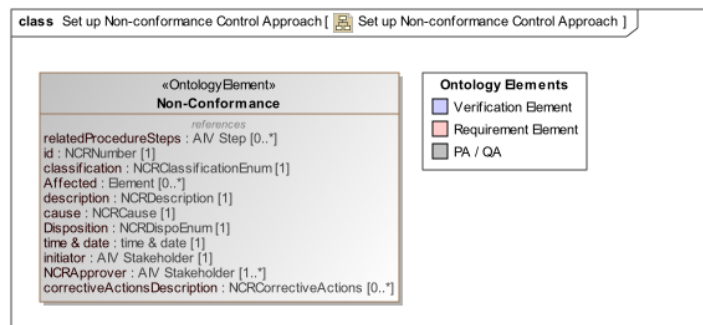 class Set up Non-conformance Control Approach [ Set up Non-conformance Control Approach ]
«OntologyElement»
Non-Conformance
references
relatedProcedureSteps : AIV Step [0..*]
id : NCRNumber [1]
classification : NCRClassificationEnum [1]
Affected : Element [0..*]
description : NCRDescription [1]
cause : NCRCause [1]
Disposition : NCRDispoEnum [1]
time & date : time & date [1]
initiator : AIV Stakeholder [1]
NCRApprover : AIV Stakeholder [1..*]
correctiveActionsDescription : NCRCorrectiveActions [0..*]
Ontology Elements
Verification Element
Requirement Element
PA / QA